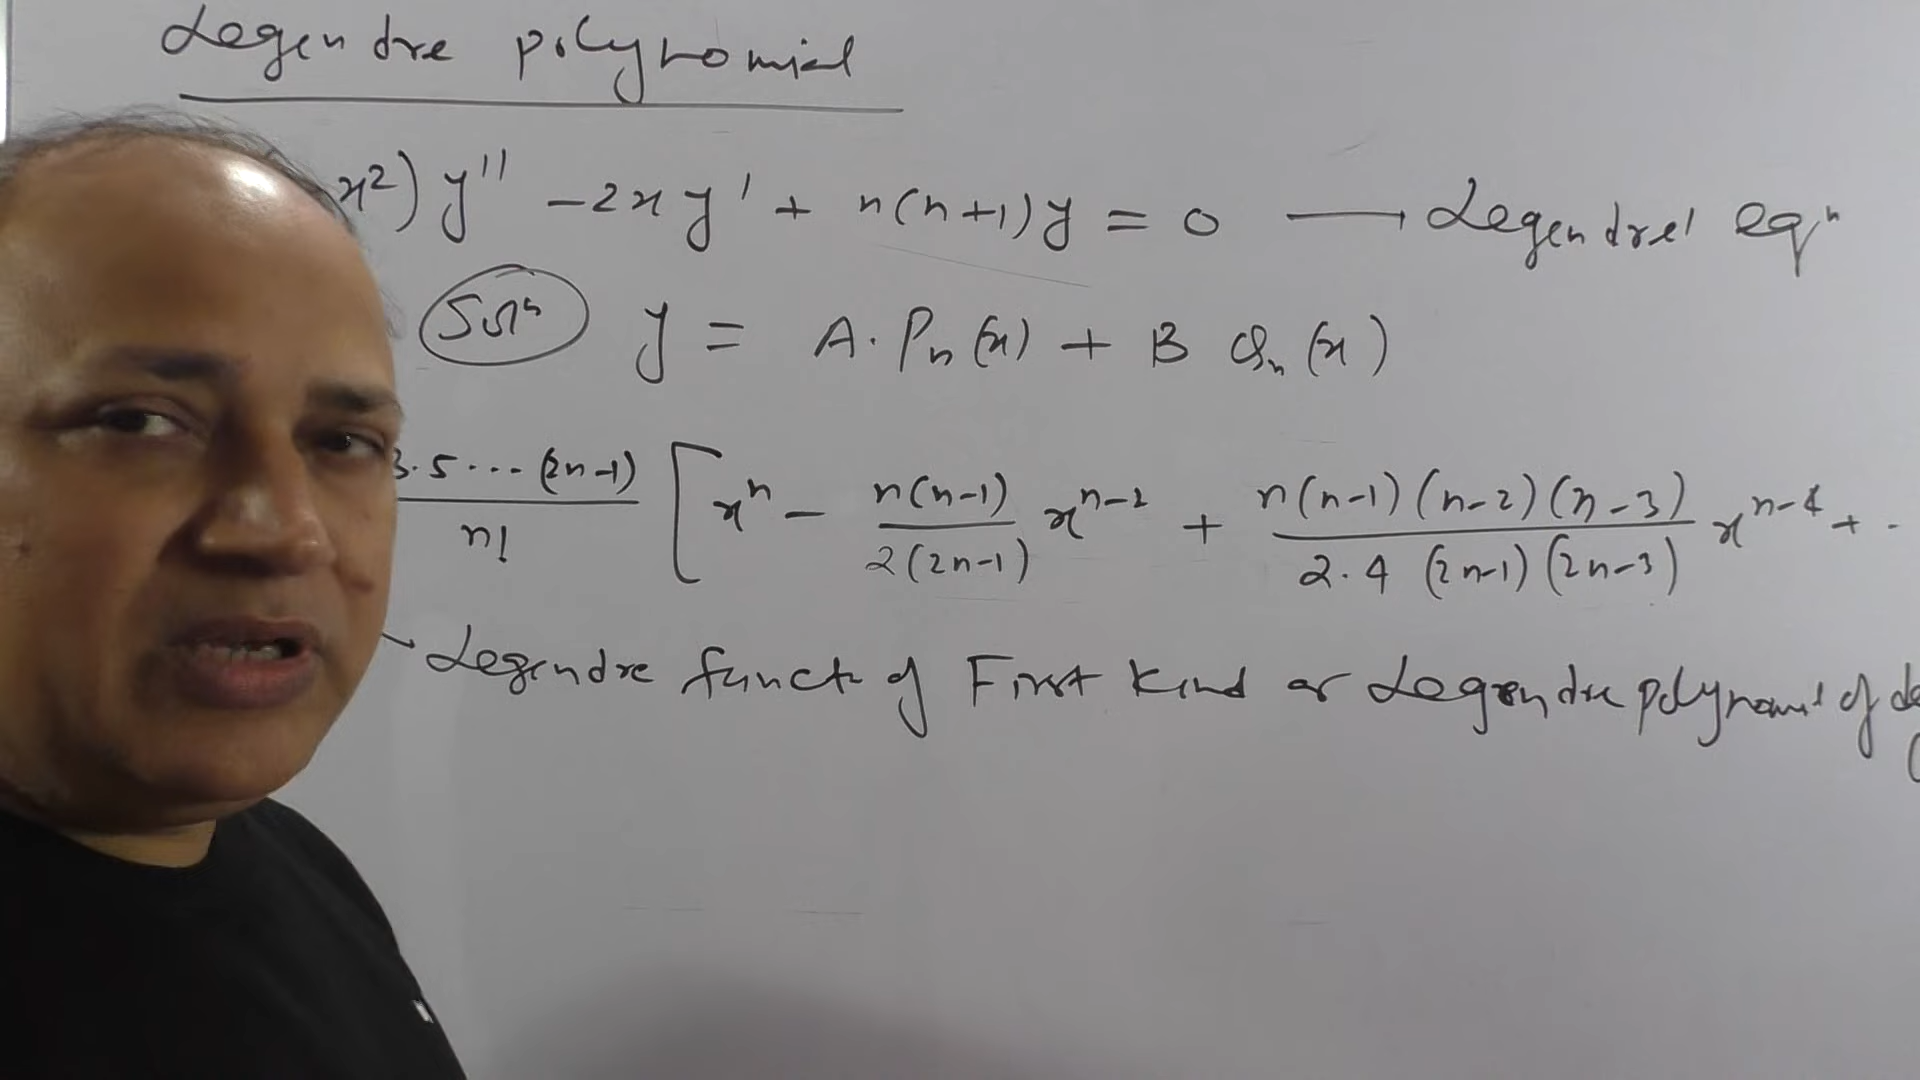 Legendre polynomial
x²) y'' - 2x y' + n(n+1) y = 0 → Legendre' eqⁿ
Solⁿ y = A. Pₙ(x) + B Qₙ(x)
3.5 ... (2n-1) / n! [ xⁿ - n(n-1) / 2(2n-1) xⁿ⁻² + n(n-1)(n-2)(n-3) / 2.4 (2n-1)(2n-3) xⁿ⁻⁴ + .
Legendre funct of First Kind or Legendre polynomial of de